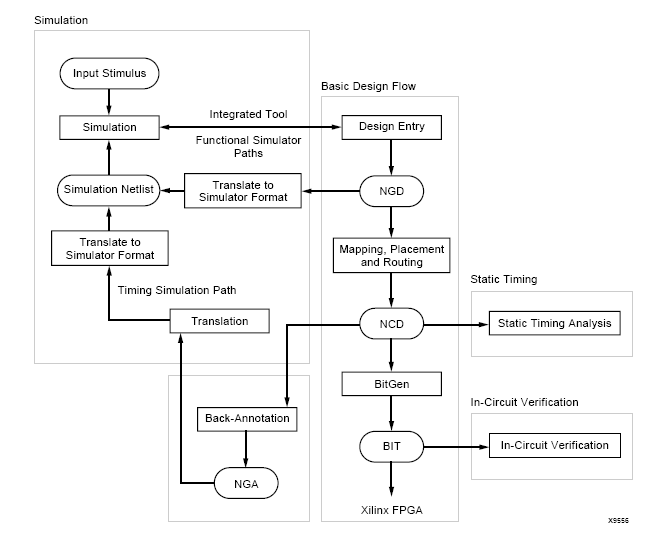 Simulation
Input Stimulus
Basic Design Flow
Integrated Tool
Simulation
Design Entry
Functional Simulator
Paths
Simulation Netlist
Translate to
Simulator Format
NGD
Translate to
Simulator Format
Mapping, Placement
and Routing
Static Timing
Timing Simulation Path
Translation
NCD
Static Timing Analysis
BitGen
In-Circuit Verification
Back-Annotation
BIT
In-Circuit Verification
NGA
Xilinx FPGA
X9556